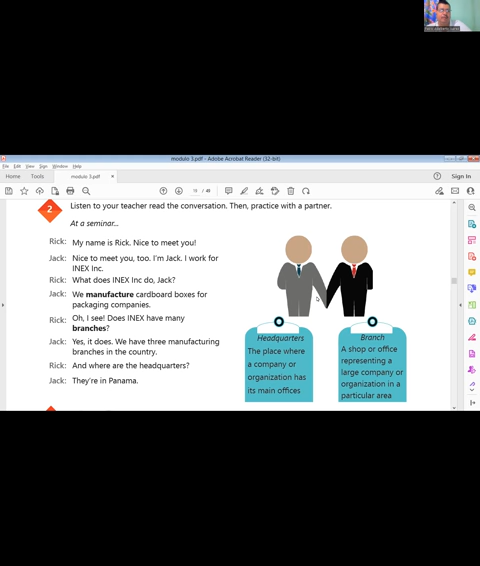 modulo 3.pdf - Adobe Acrobat Reader (32-bit)
File Edit View Sign Window Help
Home Tools modulo 3.pdf × Sign In
2 Listen to your teacher read the conversation. Then, practice with a partner.
At a seminar...
Rick: My name is Rick. Nice to meet you!
Jack: Nice to meet you, too. I'm Jack. I work for
INEX Inc.
Rick: What does INEX Inc do, Jack?
Jack: We manufacture cardboard boxes for
packaging companies.
Rick: Oh, I see! Does INEX have many
branches?
Jack: Yes, it does. We have three manufacturing
branches in the country.
Rick: And where are the headquarters?
Jack: They're in Panama.
Headquarters
The place where
a company or
organization has
its main offices
Branch
A shop or office
representing a
large company or
organization in a
particular area